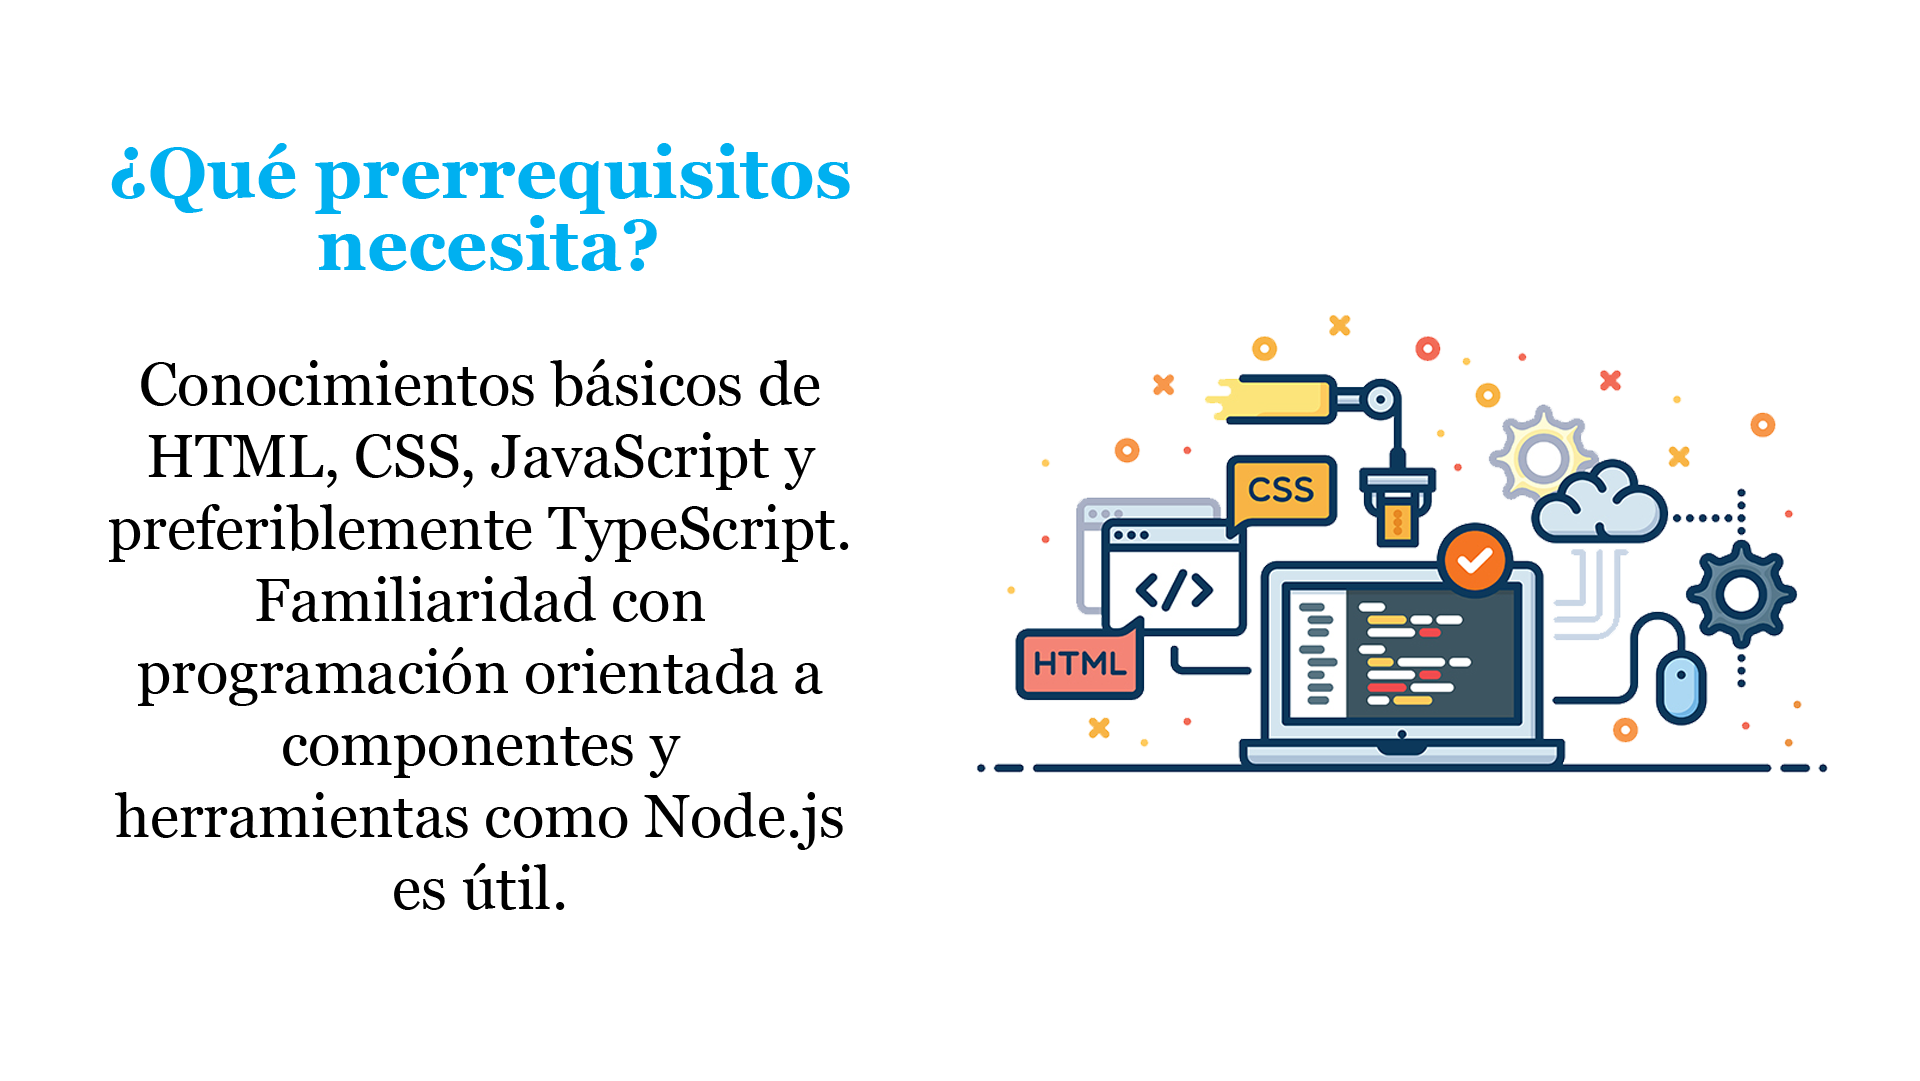 ¿Qué prerrequisitos
necesita?
Conocimientos básicos de
HTML, CSS, JavaScript y
preferiblemente TypeScript.
Familiaridad con
programación orientada a
componentes y
herramientas como Node.js
es útil.
CSS
</>
HTML